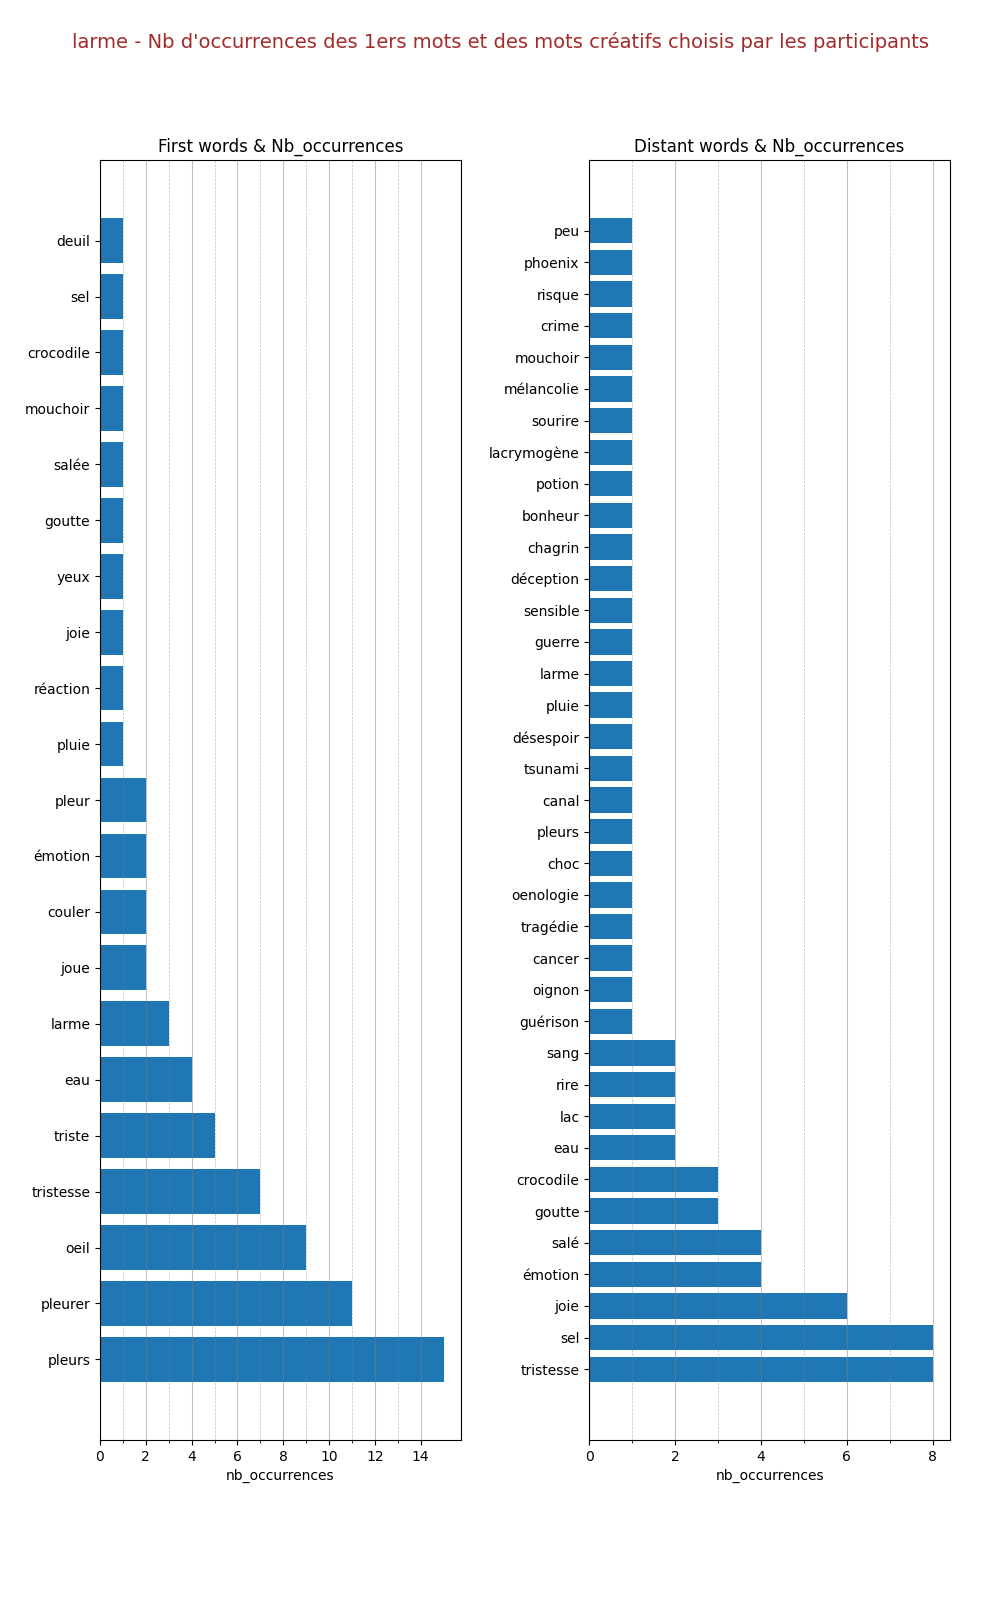 larme - Nb d'occurrences des 1ers mots et des mots créatifs choisis par les participants
First words & Nb_occurrences
deuil
sel
crocodile
mouchoir
salée
goutte
yeux
joie
réaction
pluie
pleur
émotion
couler
joue
larme
eau
triste
tristesse
oeil
pleurer
pleurs
0 2 4 6 8 10 12 14
nb_occurrences
Distant words & Nb_occurrences
peu
phoenix
risque
crime
mouchoir
mélancolie
sourire
lacrymogène
potion
bonheur
chagrin
déception
sensible
guerre
larme
pluie
désespoir
tsunami
canal
pleurs
choc
oenologie
tragédie
cancer
oignon
guérison
sang
rire
lac
eau
crocodile
goutte
salé
émotion
joie
sel
tristesse
0 2 4 6 8
nb_occurrences